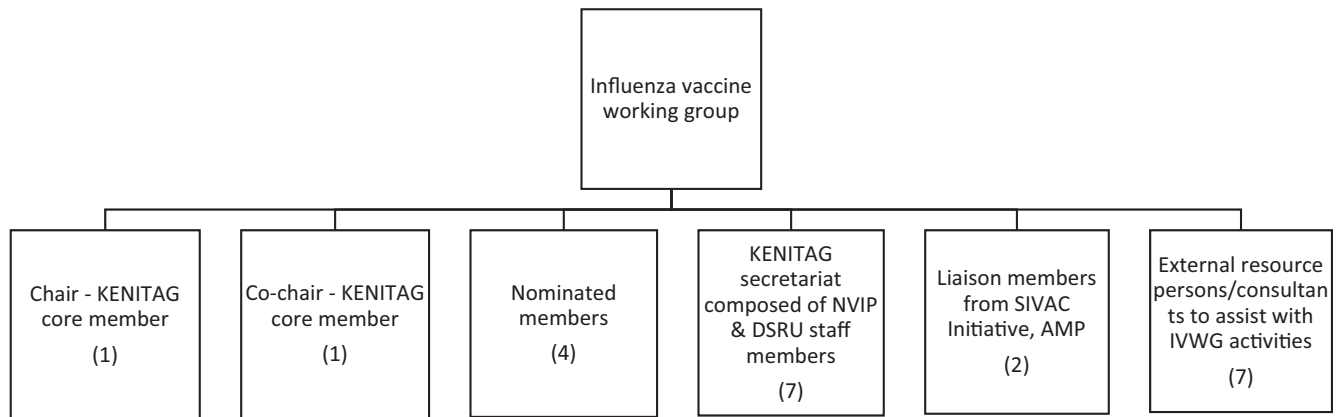 Influenza vaccine
working group
Chair - KENITAG
core member
(1)
Co-chair - KENITAG
core member
(1)
Nominated
members
(4)
KENITAG
secretariat
composed of NVIP
& DSRU staff
members
(7)
Liaison members
from SIVAC
Initiative, AMP
(2)
External resource
persons/consultan
ts to assist with
IVWG activities
(7)